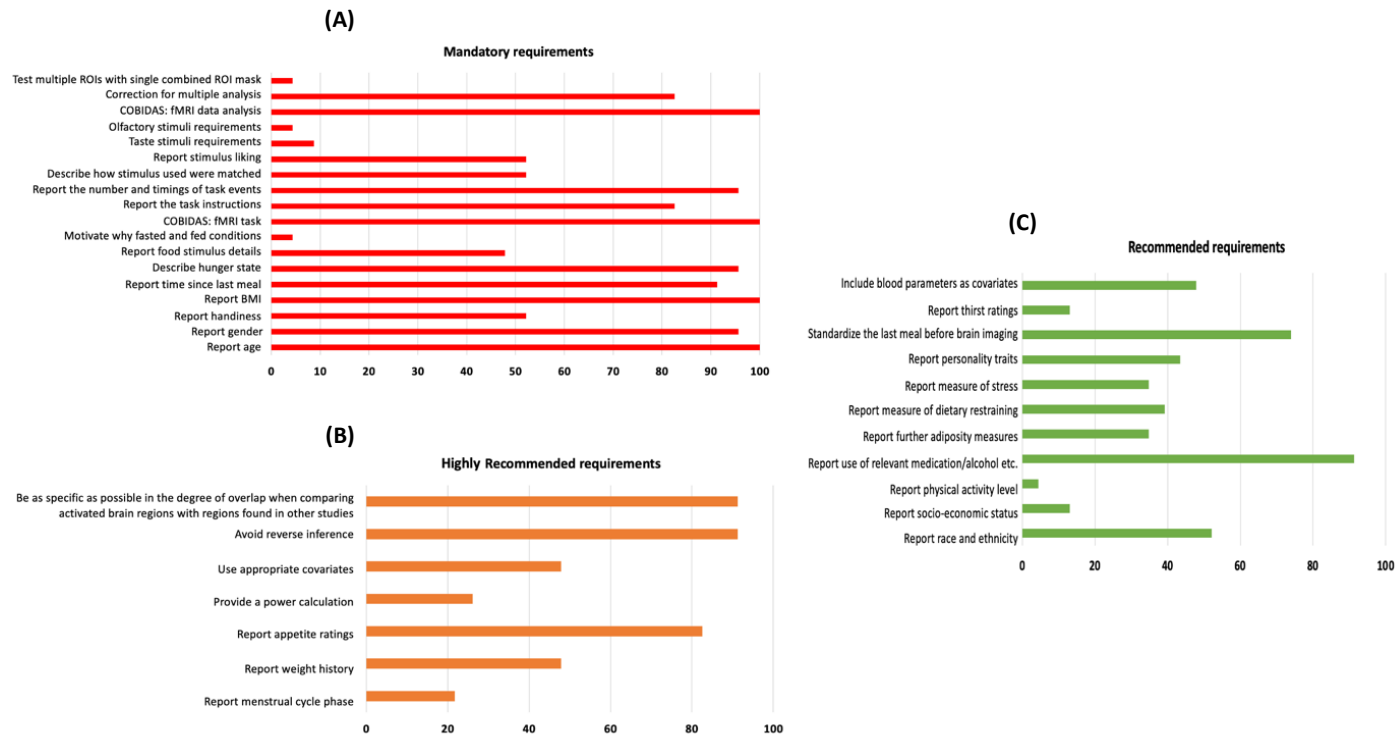 (A)
Mandatory requirements
Test multiple ROIs with single combined ROI mask
Correction for multiple analysis
COBIDAS: fMRI data analysis
Olfactory stimuli requirements
Taste stimuli requirements
Report stimulus liking
Describe how stimulus used were matched
Report the number and timings of task events
Report the task instructions
COBIDAS: fMRI task
Motivate why fasted and fed conditions
Report food stimulus details
Describe hunger state
Report time since last meal
Report BMI
Report handiness
Report gender
Report age
0 10 20 30 40 50 60 70 80 90 100
(B)
Highly Recommended requirements
Be as specific as possible in the degree of overlap when comparing
activated brain regions with regions found in other studies
Avoid reverse inference
Use appropriate covariates
Provide a power calculation
Report appetite ratings
Report weight history
Report menstrual cycle phase
0 20 40 60 80 100
(C)
Recommended requirements
Include blood parameters as covariates
Report thirst ratings
Standardize the last meal before brain imaging
Report personality traits
Report measure of stress
Report measure of dietary restraining
Report further adiposity measures
Report use of relevant medication/alcohol etc.
Report physical activity level
Report socio-economic status
Report race and ethnicity
0 20 40 60 80 100